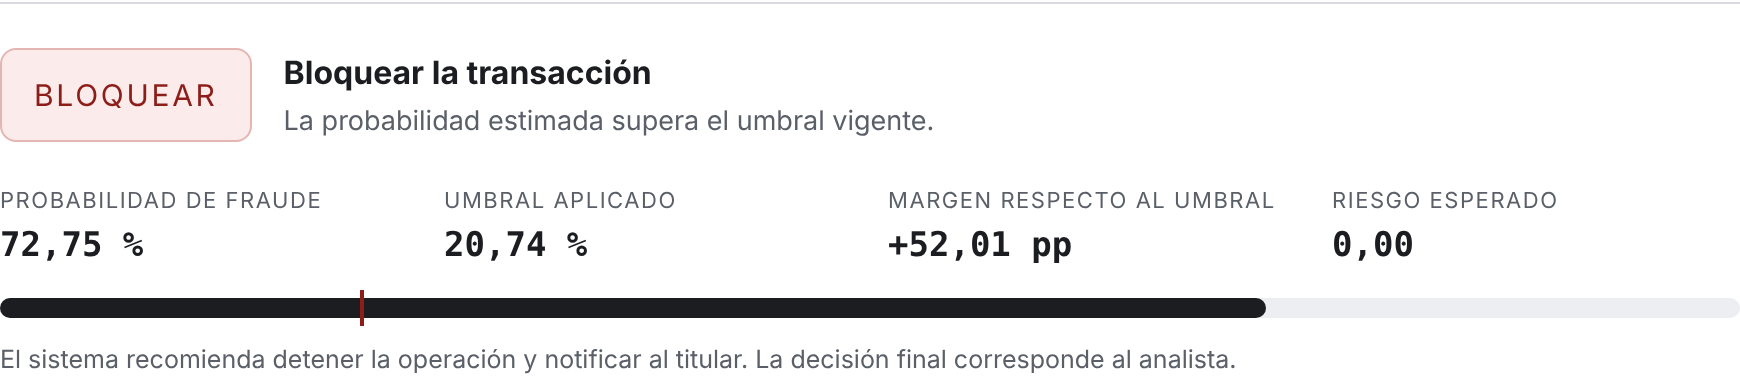 BLOQUEAR
Bloquear la transacción
La probabilidad estimada supera el umbral vigente.
PROBABILIDAD DE FRAUDE
72,75 %
UMBRAL APLICADO
20,74 %
MARGEN RESPECTO AL UMBRAL
+52,01 pp
RIESGO ESPERADO
0,00
El sistema recomienda detener la operación y notificar al titular. La decisión final corresponde al analista.